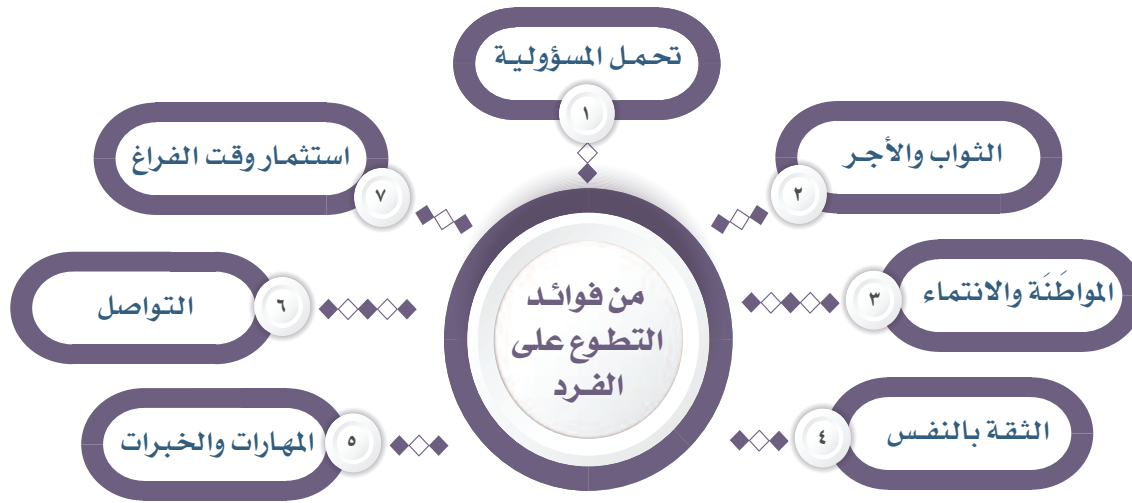 من فوائد
التطوع على
الفرد
تحمل المسؤولية
١
الثواب والأجر
٢
المواطَنَة والانتماء
٣
الثقة بالنفس
٤
المهارات والخبرات
٥
التواصل
٦
استثمار وقت الفراغ
٧